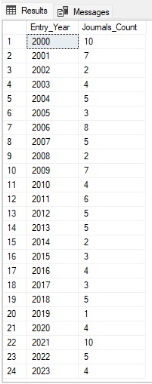 Results Messages
Entry_Year Journals_Count
1 2000 10
2 2001 7
3 2002 2
4 2003 4
5 2004 5
6 2005 3
7 2006 8
8 2007 5
9 2008 2
10 2009 7
11 2010 4
12 2011 6
13 2012 5
14 2013 5
15 2014 2
16 2015 3
17 2016 4
18 2017 3
19 2018 5
20 2019 1
21 2020 4
22 2021 10
23 2022 5
24 2023 4